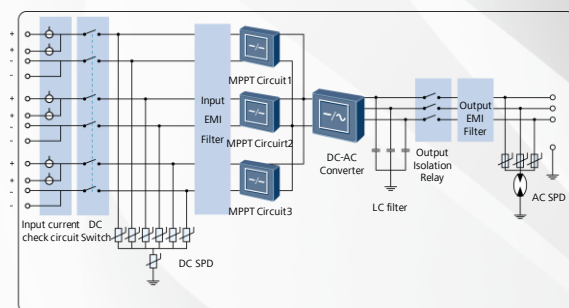 +
+
-
-
+
+
-
-
+
+
-
-
Input current
check circuit
DC
Switch
DC SPD
Input
EMI
Filter
MPPT Circuit1
MPPT Circuirt2
MPPT Circuit3
DC-AC
Converter
LC filter
Output
Isolation
Relay
Output
EMI
Filter
AC SPD